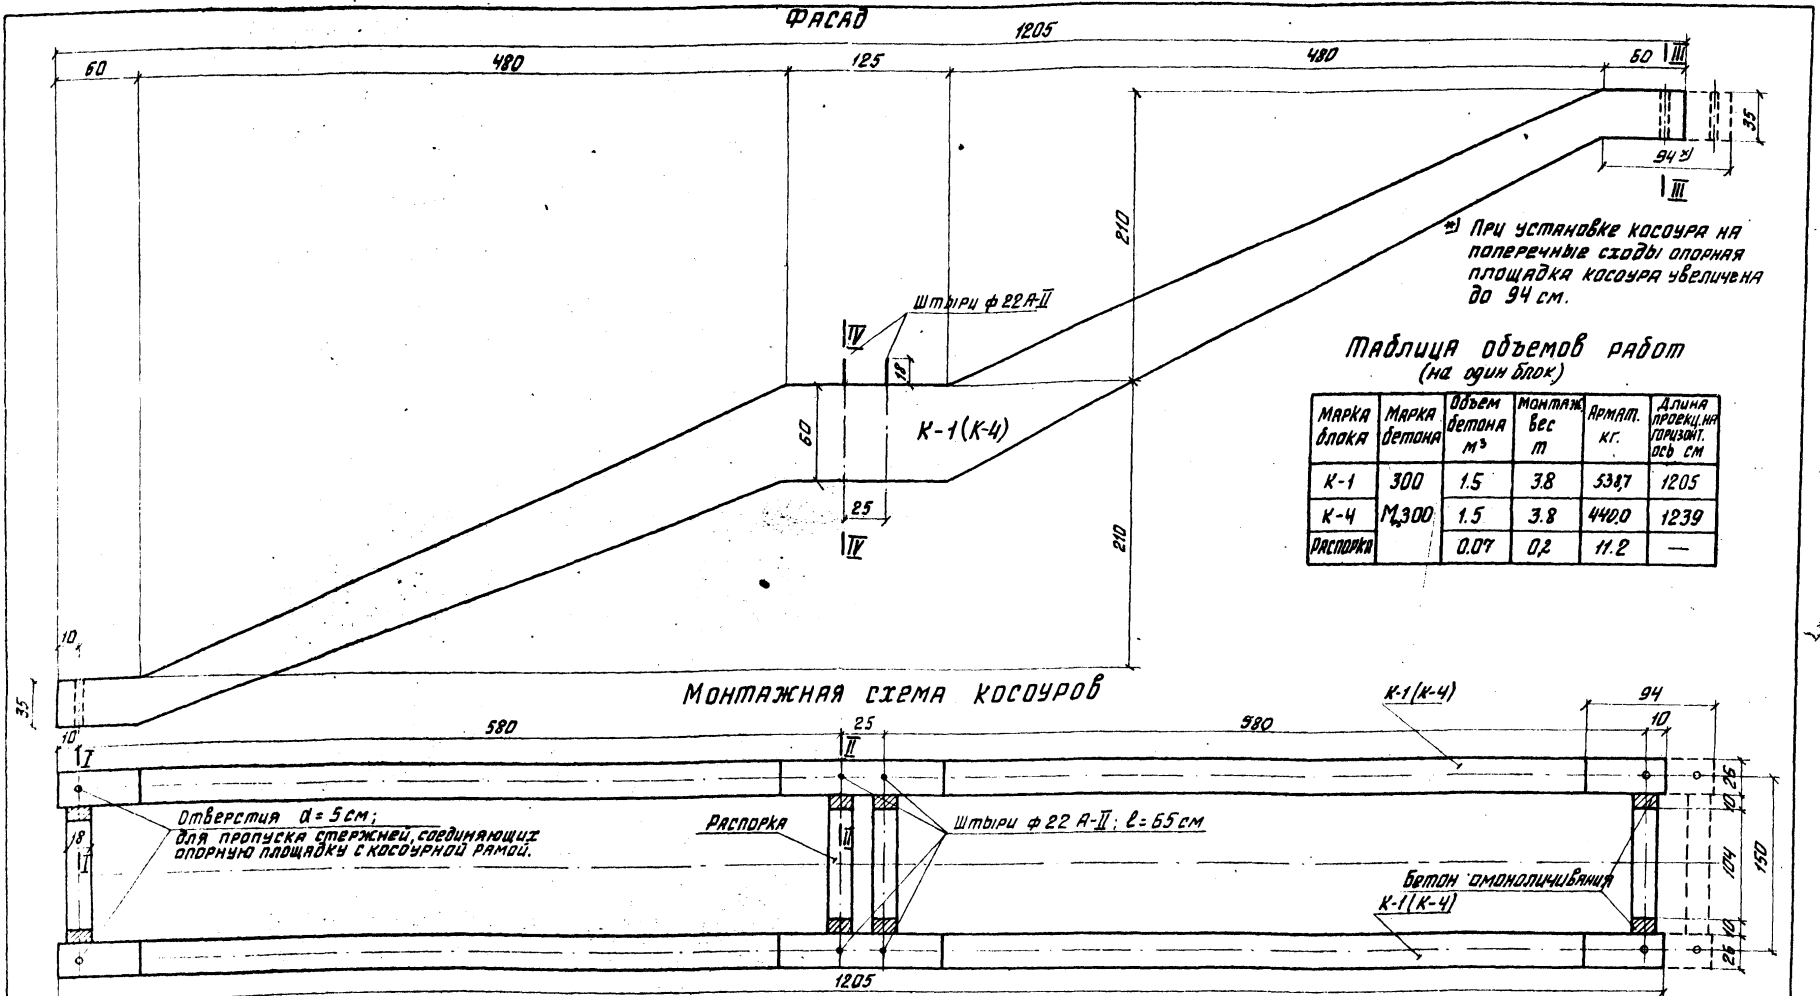 ФАСАД
1205
60
480
125
480
60
III
35
94 *)
III
210
*) При установке косоура на
поперечные сходы опорная
площадка косоура увеличена
до 94 см.
Штыри ф 22 А-II
IV
18
60
К-1 (К-4)
25
IV
210
Таблица объемов работ
(на один блок)
Марка блока | Марка бетона | Объем бетона м³ | Монтаж вес т | Армат. кг. | Длина проекц. на горизонт. ось см
К-1 | 300 | 1.5 | 3.8 | 538,7 | 1205
К-4 | 300 | 1.5 | 3.8 | 440,0 | 1239
Распорка | 0.07 | 0,2 | 11.2 | —
10
35
Монтажная схема косоуров
К-1 (К-4)
94
10
580
25
580
10
I
II
26
10
Отверстия d = 5 см;
для пропуска стержней, соединяющих
опорную площадку с косоурной рамой.
18
I
Распорка
II
Штыри ф 22 А-II; ℓ = 65 см
104
150
Бетон омоноличивания
К-1 (К-4)
10
26
1205